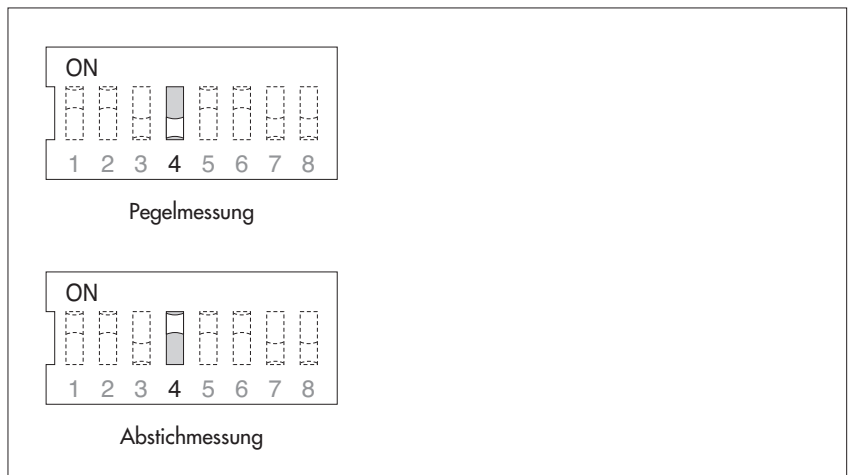 ON
1 2 3 4 5 6 7 8
Pegelmessung
ON
1 2 3 4 5 6 7 8
Abstichmessung